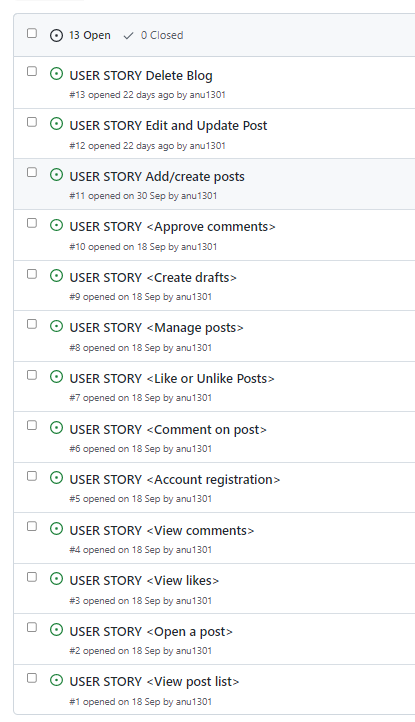 13 Open 0 Closed
USER STORY Delete Blog
#13 opened 22 days ago by anu1301
USER STORY Edit and Update Post
#12 opened 22 days ago by anu1301
USER STORY Add/create posts
#11 opened on 30 Sep by anu1301
USER STORY <Approve comments>
#10 opened on 18 Sep by anu1301
USER STORY <Create drafts>
#9 opened on 18 Sep by anu1301
USER STORY <Manage posts>
#8 opened on 18 Sep by anu1301
USER STORY <Like or Unlike Posts>
#7 opened on 18 Sep by anu1301
USER STORY <Comment on post>
#6 opened on 18 Sep by anu1301
USER STORY <Account registration>
#5 opened on 18 Sep by anu1301
USER STORY <View comments>
#4 opened on 18 Sep by anu1301
USER STORY <View likes>
#3 opened on 18 Sep by anu1301
USER STORY <Open a post>
#2 opened on 18 Sep by anu1301
USER STORY <View post list>
#1 opened on 18 Sep by anu1301